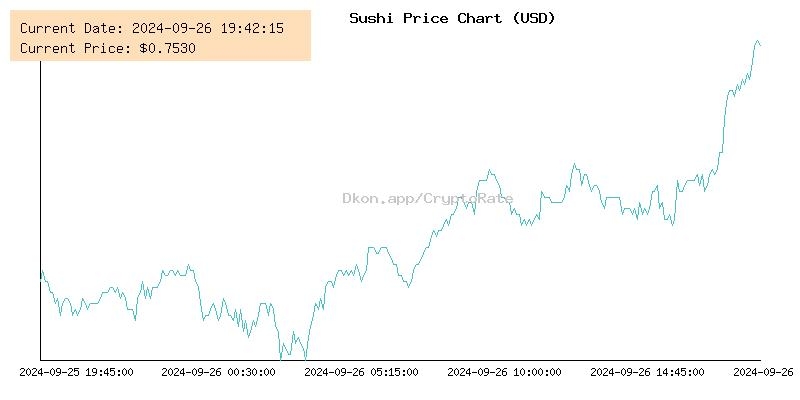 Sushi Price Chart (USD)
Current Date: 2024-09-26 19:42:15
Current Price: $0.7530
Dkon.app/CryptoRate
2024-09-25 19:45:00 2024-09-26 00:30:00 2024-09-26 05:15:00 2024-09-26 10:00:00 2024-09-26 14:45:00 2024-09-26